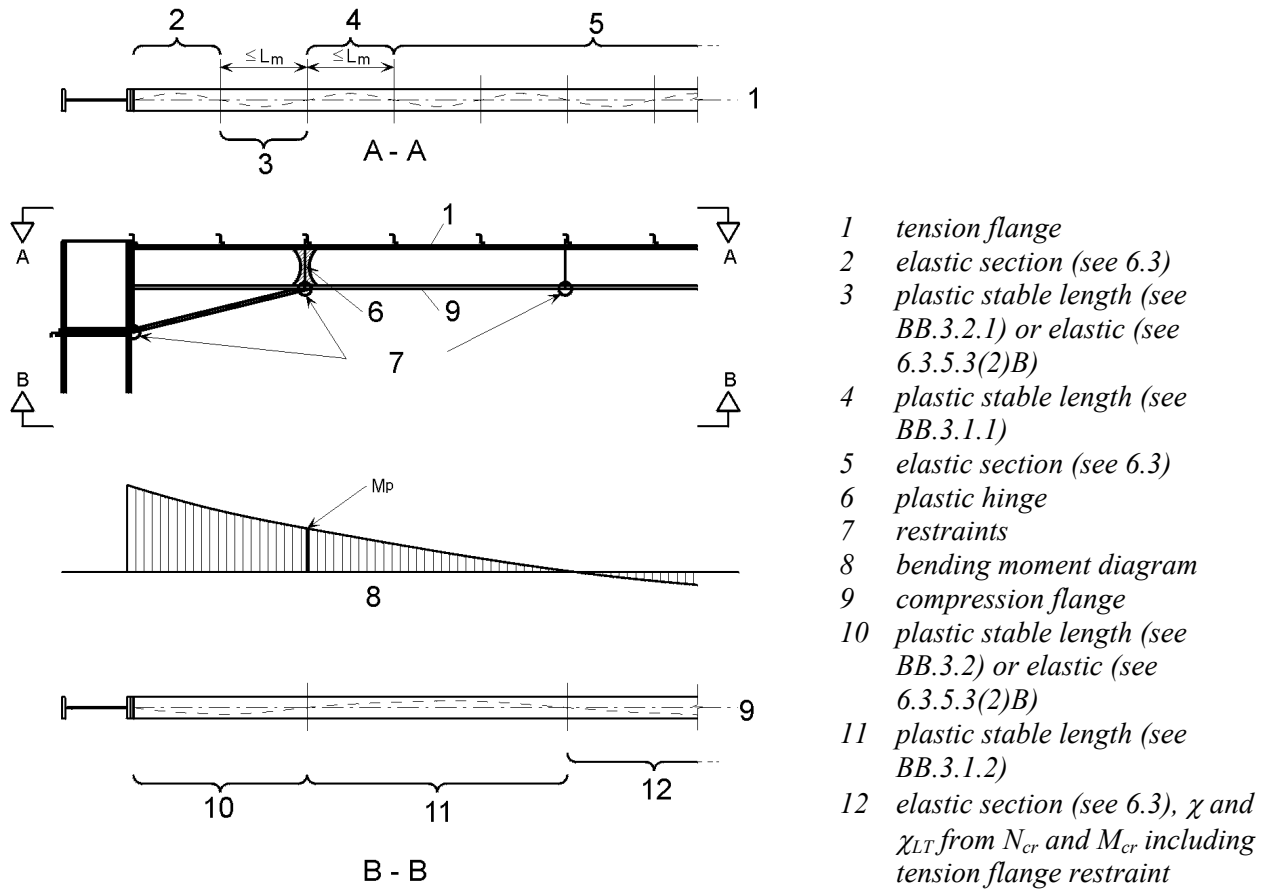 2
4
5
≤Lm
≤Lm
1
3
A - A
A
A
1
6
9
7
B
B
Mp
8
9
10
11
12
B - B
1 tension flange
2 elastic section (see 6.3)
3 plastic stable length (see
BB.3.2.1) or elastic (see
6.3.5.3(2)B)
4 plastic stable length (see
BB.3.1.1)
5 elastic section (see 6.3)
6 plastic hinge
7 restraints
8 bending moment diagram
9 compression flange
10 plastic stable length (see
BB.3.2) or elastic (see
6.3.5.3(2)B)
11 plastic stable length (see
BB.3.1.2)
12 elastic section (see 6.3), χ and
χLT from Ncr and Mcr including
tension flange restraint